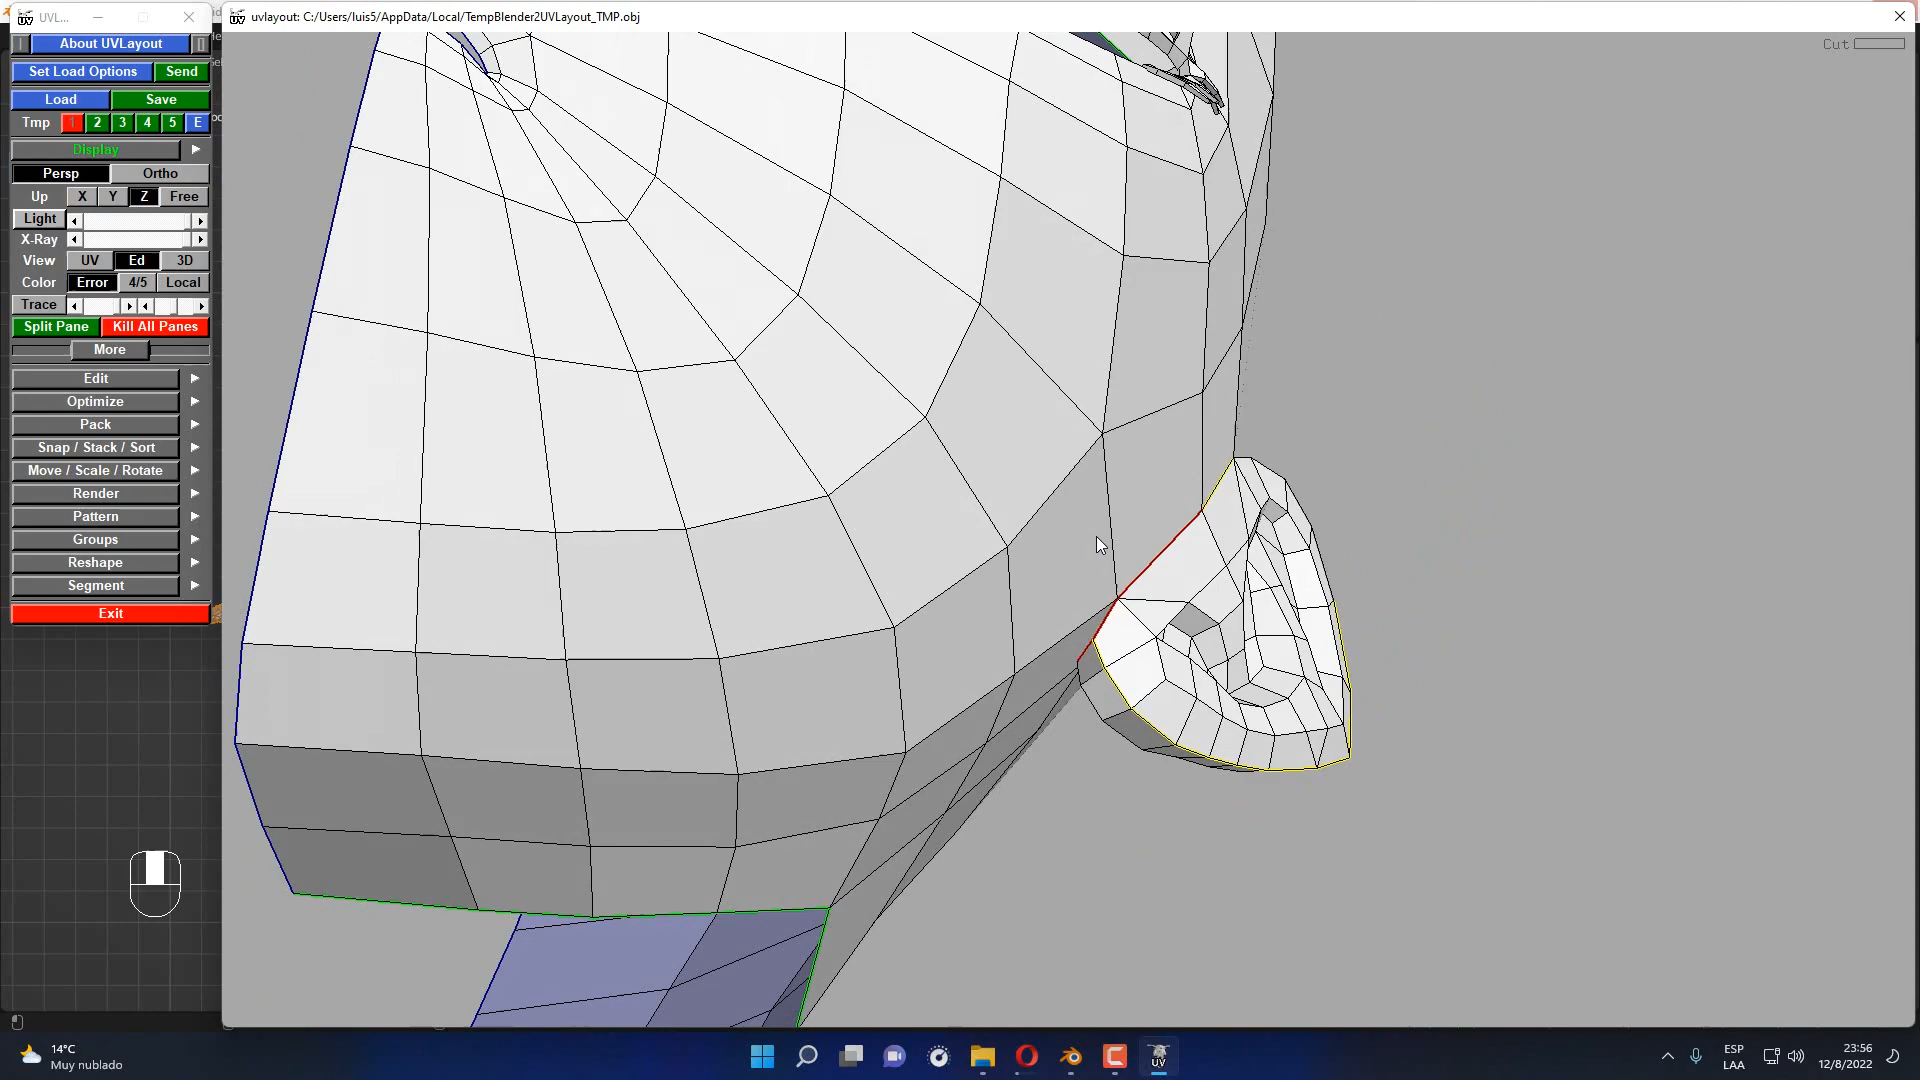 UVL...
uvlayout: C:/Users/luis5/AppData/Local/TempBlender2UVLayout_TMP.obj
About UVLayout
Set Load Options Send
Load Save
Tmp 1 2 3 4 5 E
Display
Persp Ortho
Up X Y Z Free
Light
X-Ray
View UV Ed 3D
Color Error 4/5 Local
Trace
Split Pane Kill All Panes
More
Edit
Optimize
Pack
Snap / Stack / Sort
Move / Scale / Rotate
Render
Pattern
Groups
Reshape
Segment
Exit
Cut
14°C
Muy nublado
UV
ESP
LAA
23:56
12/8/2022